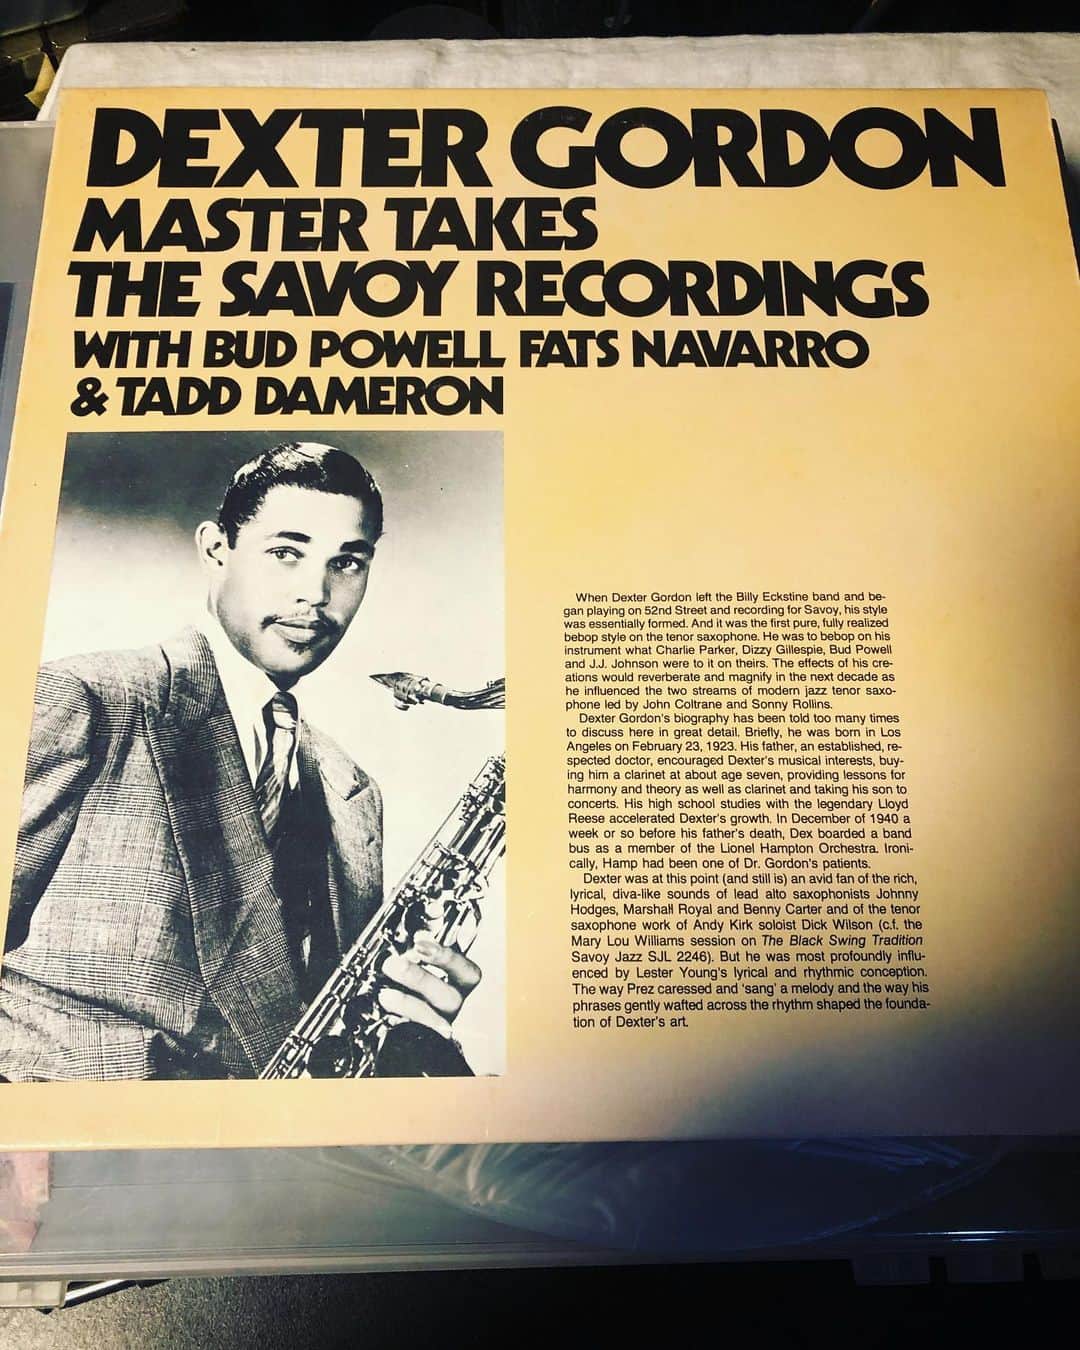 DEXTER GORDON
MASTER TAKES
THE SAVOY RECORDINGS
WITH BUD POWELL FATS NAVARRO
& TADD DAMERON
When Dexter Gordon left the Billy Eckstine band and be-
gan playing on 52nd Street and recording for Savoy, his style
was essentially formed. And it was the first pure, fully realized
bebop style on the tenor saxophone. He was to bebop on his
instrument what Charlie Parker, Dizzy Gillespie, Bud Powell
and J.J. Johnson were to it on theirs. The effects of his cre-
ations would reverberate and magnify in the next decade as
he influenced the two streams of modern jazz tenor saxo-
phone led by John Coltrane and Sonny Rollins.
Dexter Gordon's biography has been told too many times
to discuss here in great detail. Briefly, he was born in Los
Angeles on February 23, 1923. His father, an established, re-
spected doctor, encouraged Dexter's musical interests, buy-
ing him a clarinet at about age seven, providing lessons for
harmony and theory as well as clarinet and taking his son to
concerts. His high school studies with the legendary Lloyd
Reese accelerated Dexter's growth. In December of 1940 a
week or so before his father's death, Dex boarded a band
bus as a member of the Lionel Hampton Orchestra. Ironi-
cally, Hamp had been one of Dr. Gordon's patients.
Dexter was at this point (and still is) an avid fan of the rich,
lyrical, diva-like sounds of lead alto saxophonists Johnny
Hodges, Marshall Royal and Benny Carter and of the tenor
saxophone work of Andy Kirk soloist Dick Wilson (c.f. the
Mary Lou Williams session on The Black Swing Tradition
Savoy Jazz SJL 2246). But he was most profoundly influ-
enced by Lester Young's lyrical and rhythmic conception.
The way Prez caressed and 'sang' a melody and the way his
phrases gently wafted across the rhythm shaped the founda-
tion of Dexter's art.